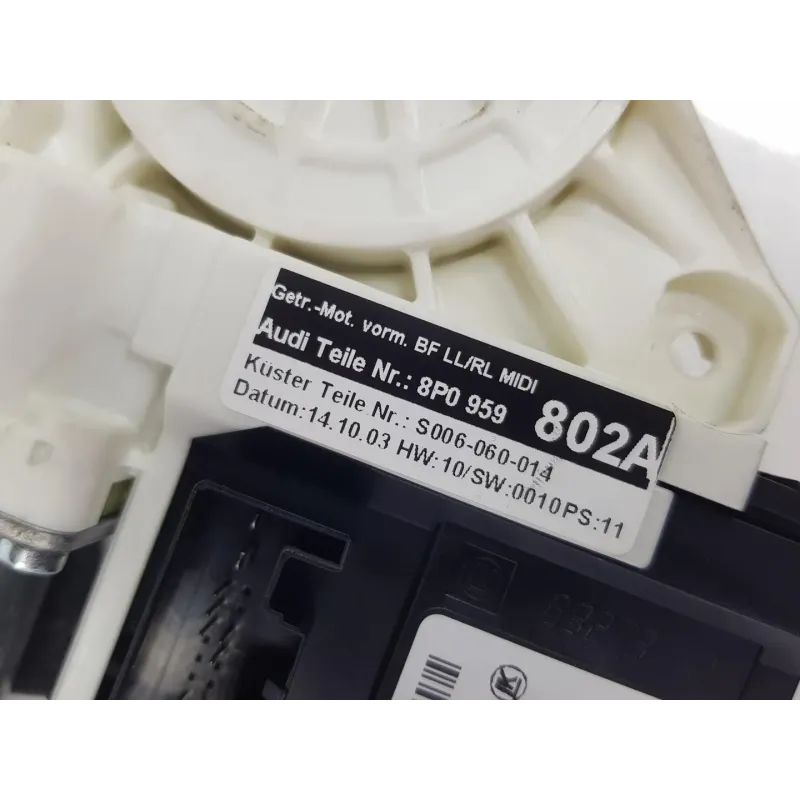 Getr.-Mot. vorm. BF LL/RL MIDI
Audi Teile Nr.: 8P0 959 802A
Küster Teile Nr.: S006-060-014
Datum:14.10.03 HW:10/SW:0010PS:11